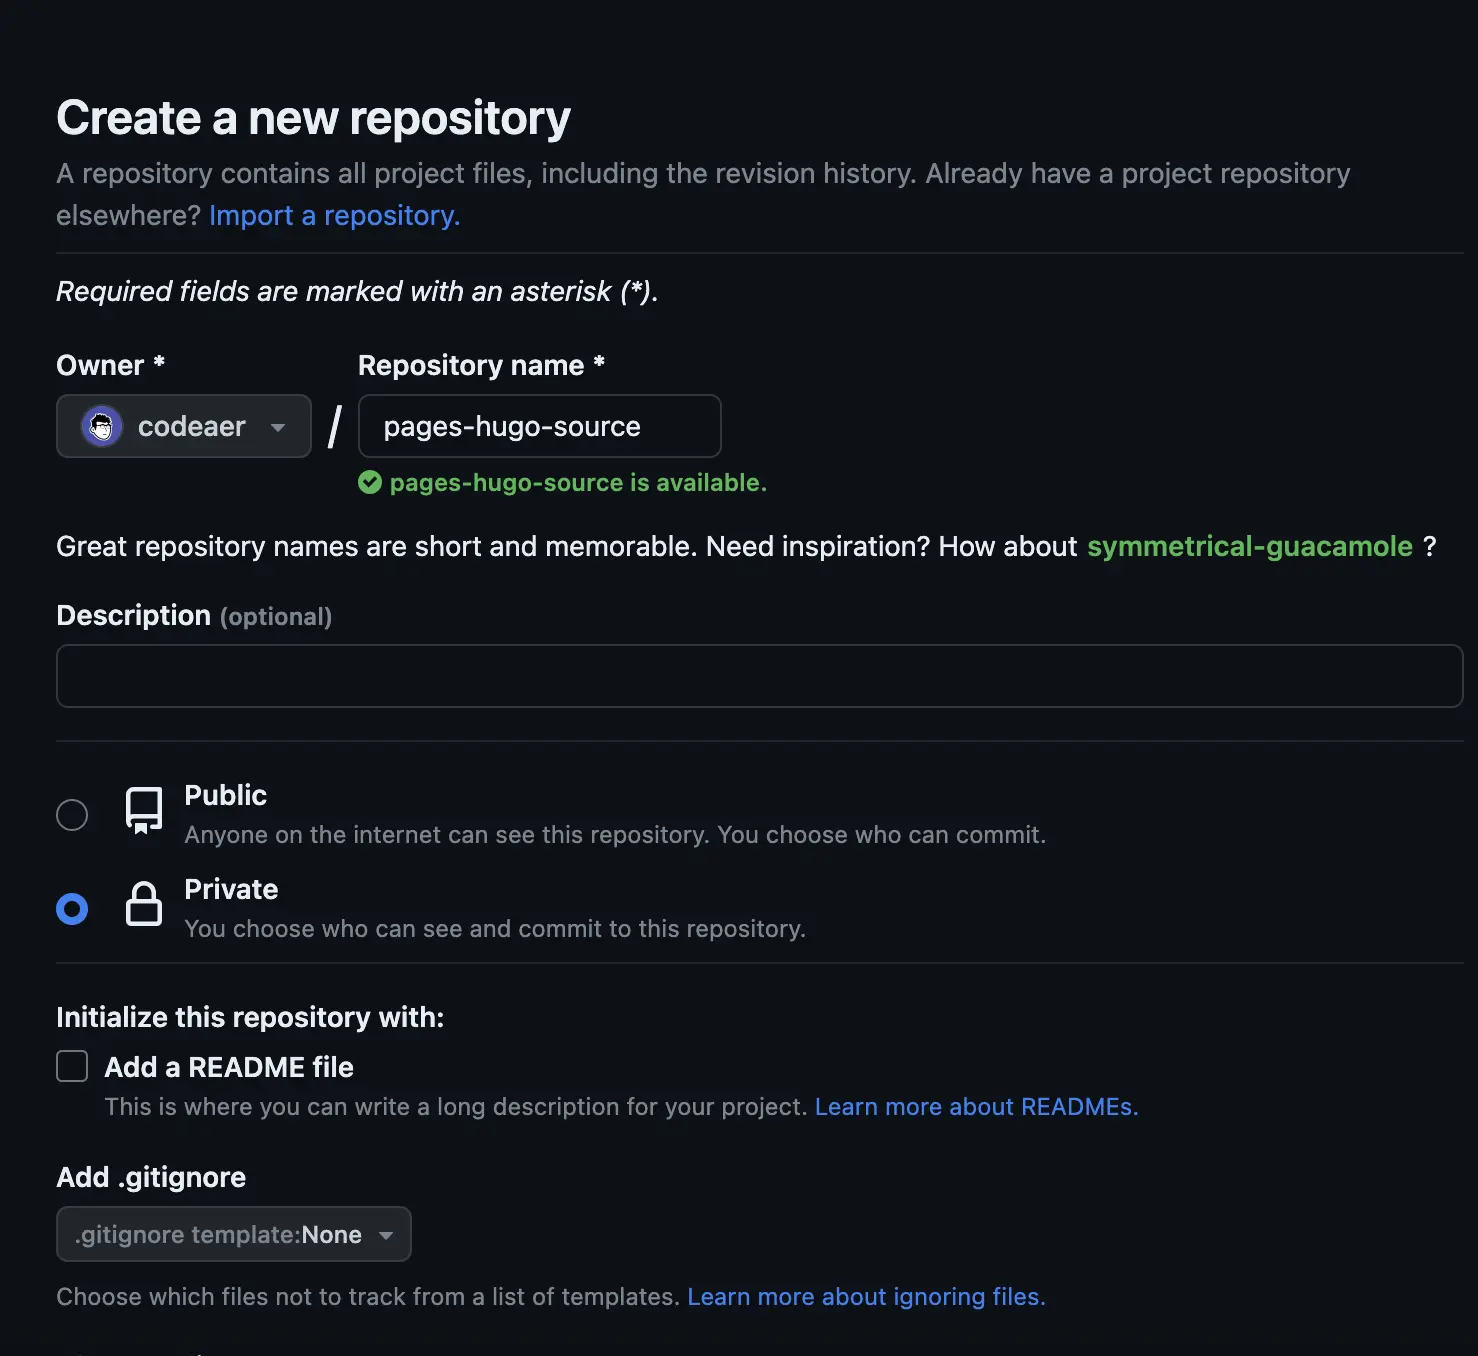 Create a new repository
A repository contains all project files, including the revision history. Already have a project repository
elsewhere? Import a repository.
Required fields are marked with an asterisk (*).
Owner *
Repository name *
codeaer
/
pages-hugo-source
pages-hugo-source is available.
Great repository names are short and memorable. Need inspiration? How about symmetrical-guacamole ?
Description (optional)
Public
Anyone on the internet can see this repository. You choose who can commit.
Private
You choose who can see and commit to this repository.
Initialize this repository with:
Add a README file
This is where you can write a long description for your project. Learn more about READMEs.
Add .gitignore
.gitignore template:None
Choose which files not to track from a list of templates. Learn more about ignoring files.